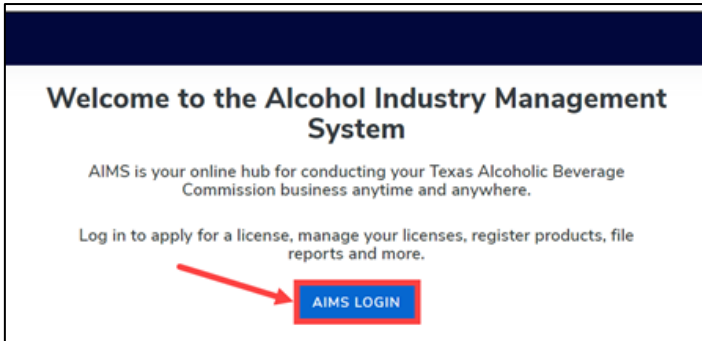 Welcome to the Alcohol Industry Management
System
AIMS is your online hub for conducting your Texas Alcoholic Beverage
Commission business anytime and anywhere.
Log in to apply for a license, manage your licenses, register products, file
reports and more.
AIMS LOGIN